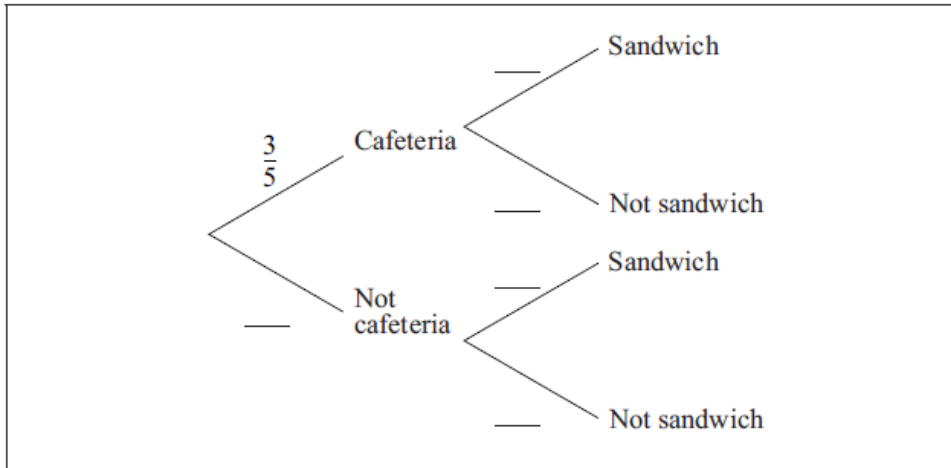 Sandwich
3
5
Cafeteria
Not sandwich
Sandwich
Not
cafeteria
Not sandwich